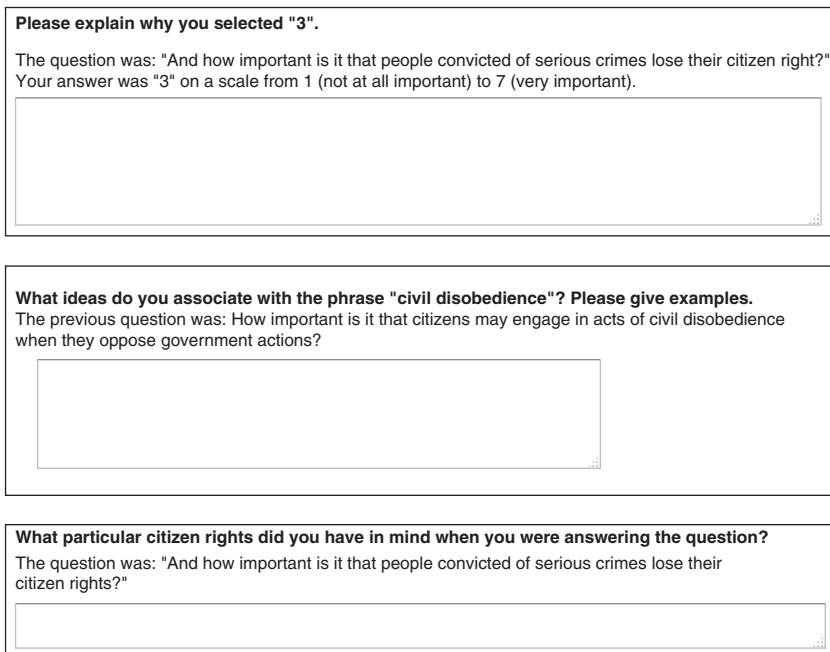 Please explain why you selected "3".
The question was: "And how important is it that people convicted of serious crimes lose their citizen right?"
Your answer was "3" on a scale from 1 (not at all important) to 7 (very important).
What ideas do you associate with the phrase "civil disobedience"? Please give examples.
The previous question was: How important is it that citizens may engage in acts of civil disobedience
when they oppose government actions?
What particular citizen rights did you have in mind when you were answering the question?
The question was: "And how important is it that people convicted of serious crimes lose their
citizen rights?"